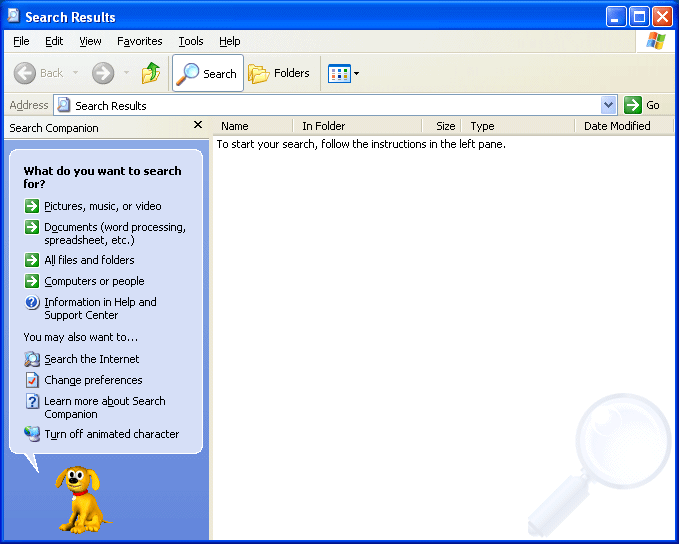 Search Results
File Edit View Favorites Tools Help
Back Search Folders
Address Search Results Go
Search Companion
Name In Folder Size Type Date Modified
To start your search, follow the instructions in the left pane.
What do you want to search
for?
Pictures, music, or video
Documents (word processing,
spreadsheet, etc.)
All files and folders
Computers or people
Information in Help and
Support Center
You may also want to...
Search the Internet
Change preferences
Learn more about Search
Companion
Turn off animated character